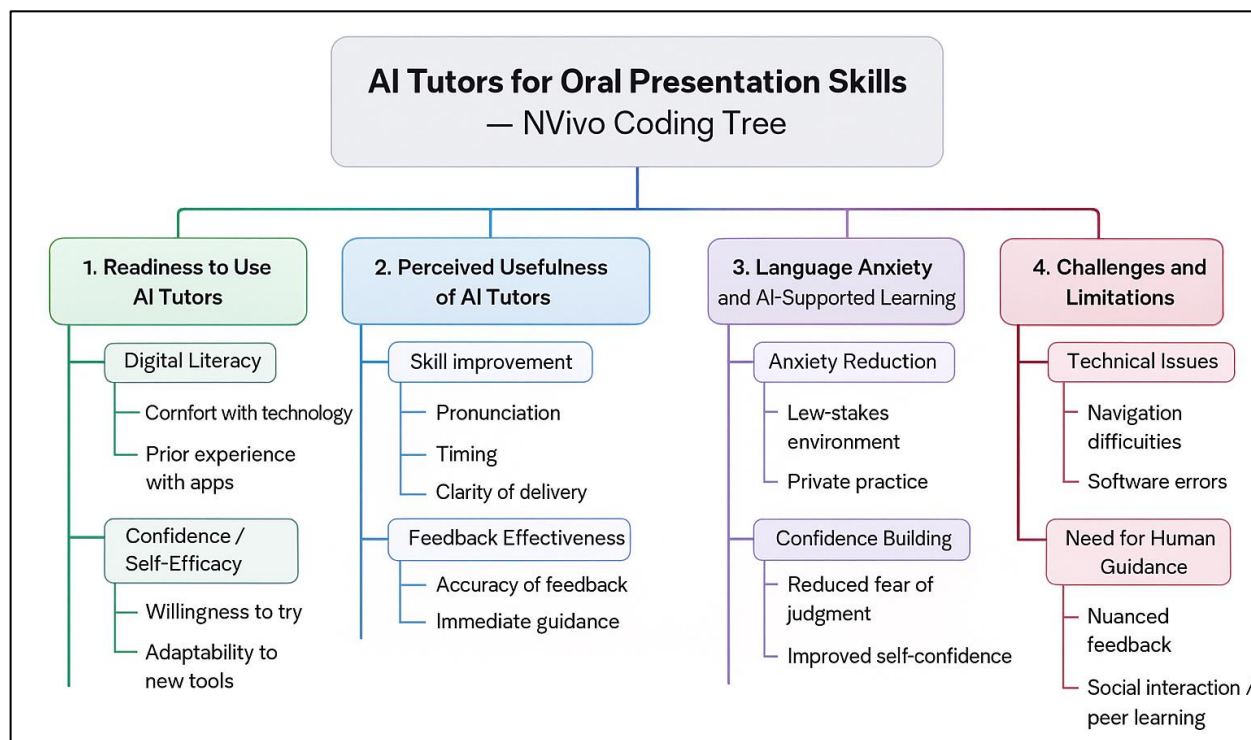 AI Tutors for Oral Presentation Skills
— NVivo Coding Tree
1. Readiness to Use
AI Tutors
Digital Literacy
Cornfort with technology
Prior experience
with apps
Confidence /
Self-Efficacy
Willingness to try
Adaptability to
new tools
2. Perceived Usefulness
of AI Tutors
Skill improvement
Pronunciation
Timing
Clarity of delivery
Feedback Effectiveness
Accuracy of feedback
Immediate guidance
3. Language Anxiety
and AI-Supported Learning
Anxiety Reduction
Lew-stakes
environment
Private practice
Confidence Building
Reduced fear of
judgment
Improved self-confidence
4. Challenges and
Limitations
Technical Issues
Navigation
difficuities
Software errors
Need for Human
Guidance
Nuanced
feedback
Social interaction /
peer learning